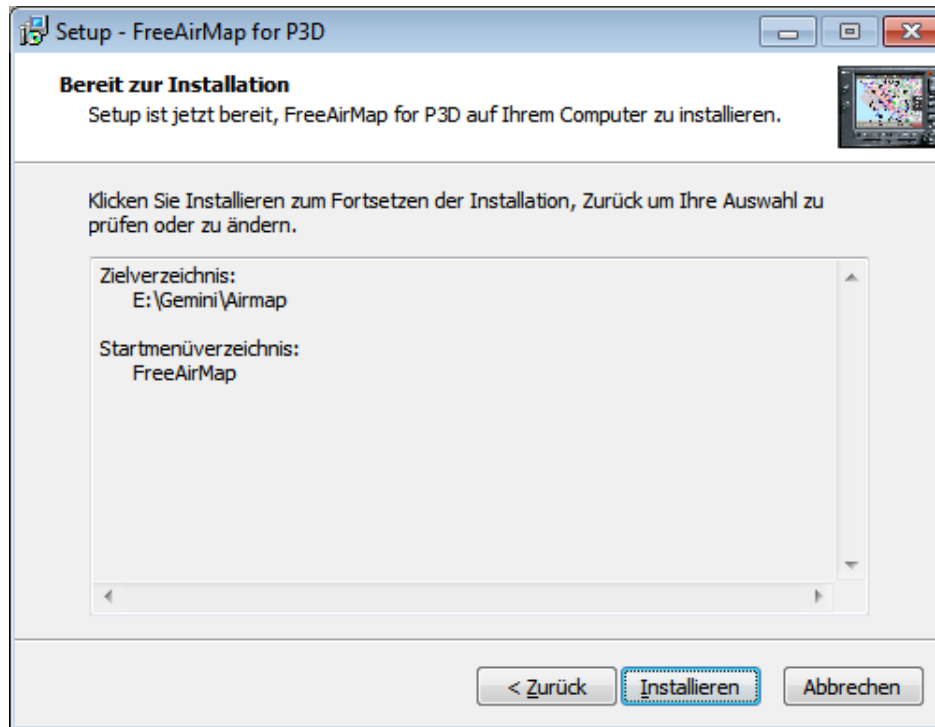 Setup - FreeAirMap for P3D
Bereit zur Installation
Setup ist jetzt bereit, FreeAirMap for P3D auf Ihrem Computer zu installieren.
Klicken Sie Installieren zum Fortsetzen der Installation, Zurück um Ihre Auswahl zu
prüfen oder zu ändern.
Zielverzeichnis:
E:\Gemini\Airmap
Startmenüverzeichnis:
FreeAirMap
< Zurück
Installieren
Abbrechen